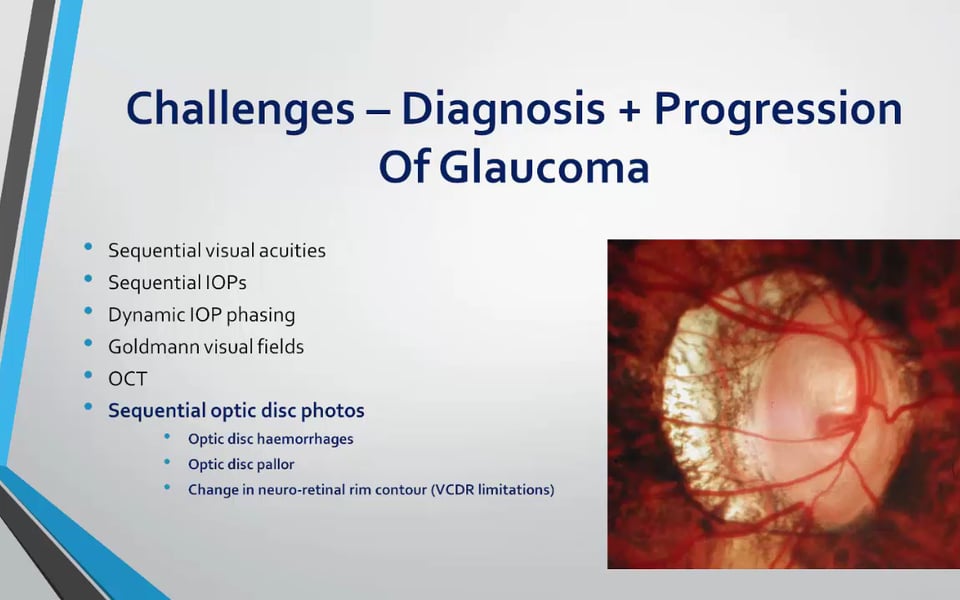 Challenges – Diagnosis + Progression
Of Glaucoma
Sequential visual acuities
Sequential IOPs
Dynamic IOP phasing
Goldmann visual fields
OCT
Sequential optic disc photos
Optic disc haemorrhages
Optic disc pallor
Change in neuro-retinal rim contour (VCDR limitations)